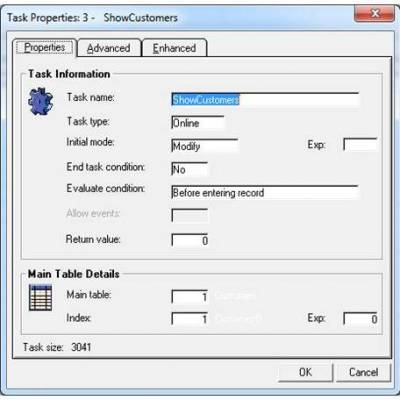 Task Properties: 3 - ShowCustomers
Properties Advanced Enhanced
Task Information
Task name: ShowCustomers
Task type: Online
Initial mode: Modify Exp:
End task condition: No
Evaluate condition: Before entering record
Allow events:
Return value: 0
Main Table Details
Main table: 1 Customers
Index: 1 Exp: 0
Task size: 3041
OK Cancel